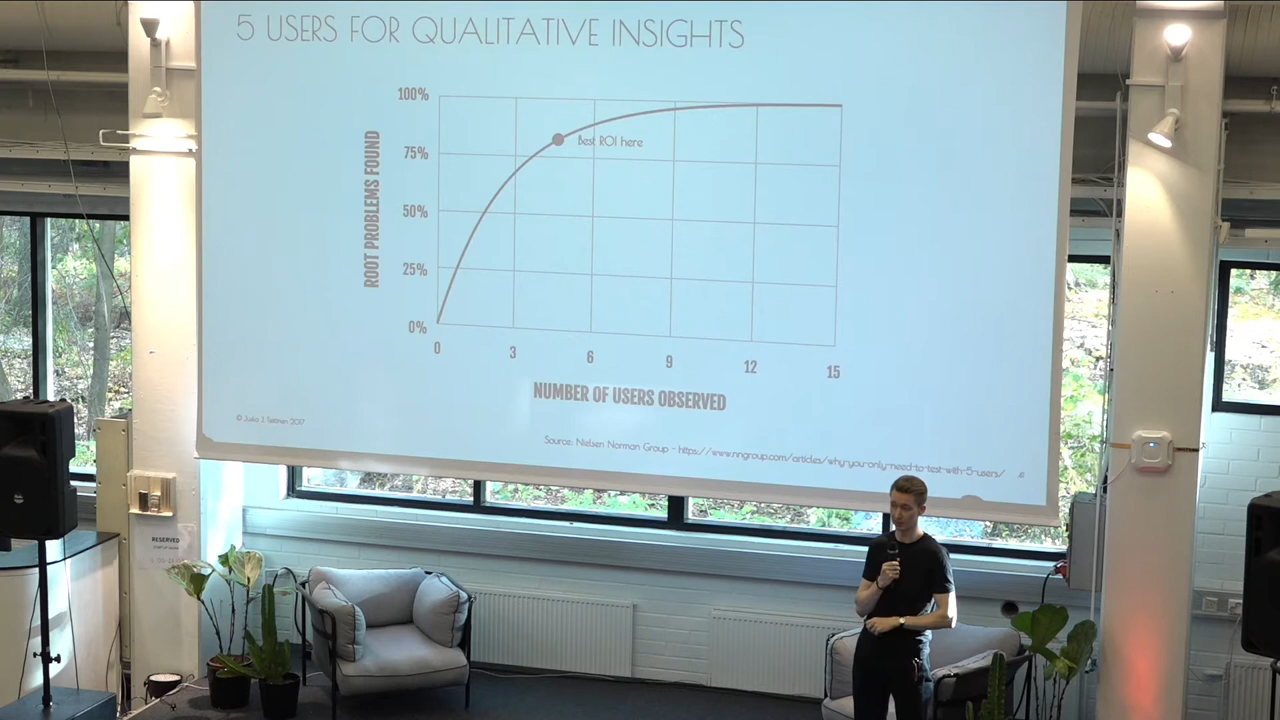 5 USERS FOR QUALITATIVE INSIGHTS
100%
75%
50%
25%
0%
ROOT PROBLEMS FOUND
Best ROI here
0 3 6 9 12 15
NUMBER OF USERS OBSERVED
Source: Nielsen Norman Group - https://www.nngroup.com/articles/why-you-only-need-to-test-with-5-users/
© J. 2017
RESERVED